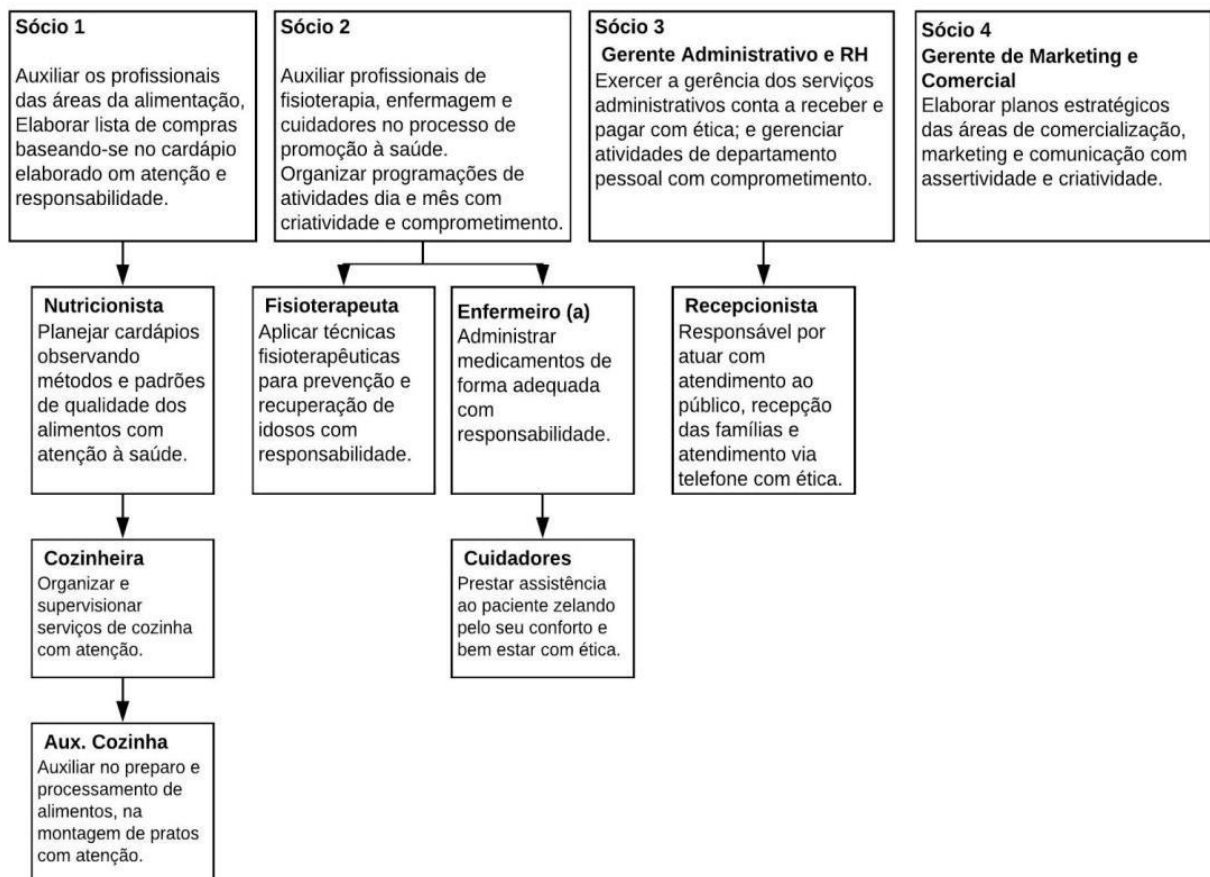 Sócio 1
Auxiliar os profissionais
das áreas da alimentação,
Elaborar lista de compras
baseando-se no cardápio
elaborado om atenção e
responsabilidade.
Sócio 2
Auxiliar profissionais de
fisioterapia, enfermagem e
cuidadores no processo de
promoção à saúde.
Organizar programações de
atividades dia e mês com
criatividade e comprometimento.
Sócio 3
Gerente Administrativo e RH
Exercer a gerência dos serviços
administrativos conta a receber e
pagar com ética; e gerenciar
atividades de departamento
pessoal com comprometimento.
Sócio 4
Gerente de Marketing e
Comercial
Elaborar planos estratégicos
das áreas de comercialização,
marketing e comunicação com
assertividade e criatividade.
Nutricionista
Planejar cardápios
observando
métodos e padrões
de qualidade dos
alimentos com
atenção à saúde.
Fisioterapeuta
Aplicar técnicas
fisioterapêuticas
para prevenção e
recuperação de
idosos com
responsabilidade.
Enfermeiro (a)
Administrar
medicamentos de
forma adequada
com
responsabilidade.
Recepcionista
Responsável por
atuar com
atendimento ao
público, recepção
das famílias e
atendimento via
telefone com ética.
Cozinheira
Organizar e
supervisionar
serviços de cozinha
com atenção.
Cuidadores
Prestar assistência
ao paciente zelando
pelo seu conforto e
bem estar com ética.
Aux. Cozinha
Auxiliar no preparo e
processamento de
alimentos, na
montagem de pratos
com atenção.